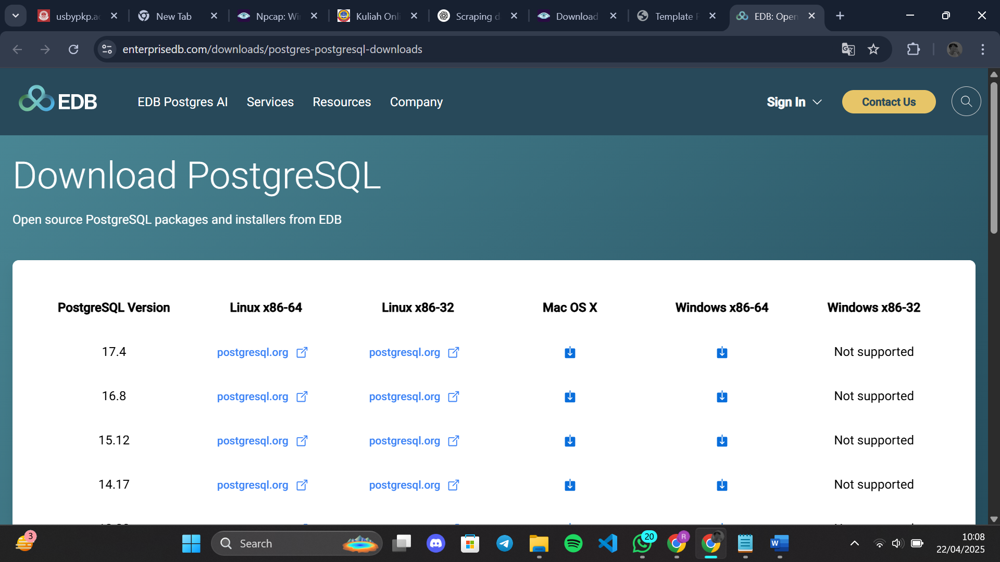 usbypkp.ac
New Tab
Npcap: Win
Kuliah Onli
Scraping d
Download
Template P
EDB: Open
enterprisedb.com/downloads/postgres-postgresql-downloads
EDB
EDB Postgres AI
Services
Resources
Company
Sign In
Contact Us
Download PostgreSQL
Open source PostgreSQL packages and installers from EDB
PostgreSQL Version Linux x86-64 Linux x86-32 Mac OS X Windows x86-64 Windows x86-32
17.4 postgresql.org postgresql.org Not supported
16.8 postgresql.org postgresql.org Not supported
15.12 postgresql.org postgresql.org Not supported
14.17 postgresql.org postgresql.org Not supported
3
Search
20
R
W
10:08
22/04/2025